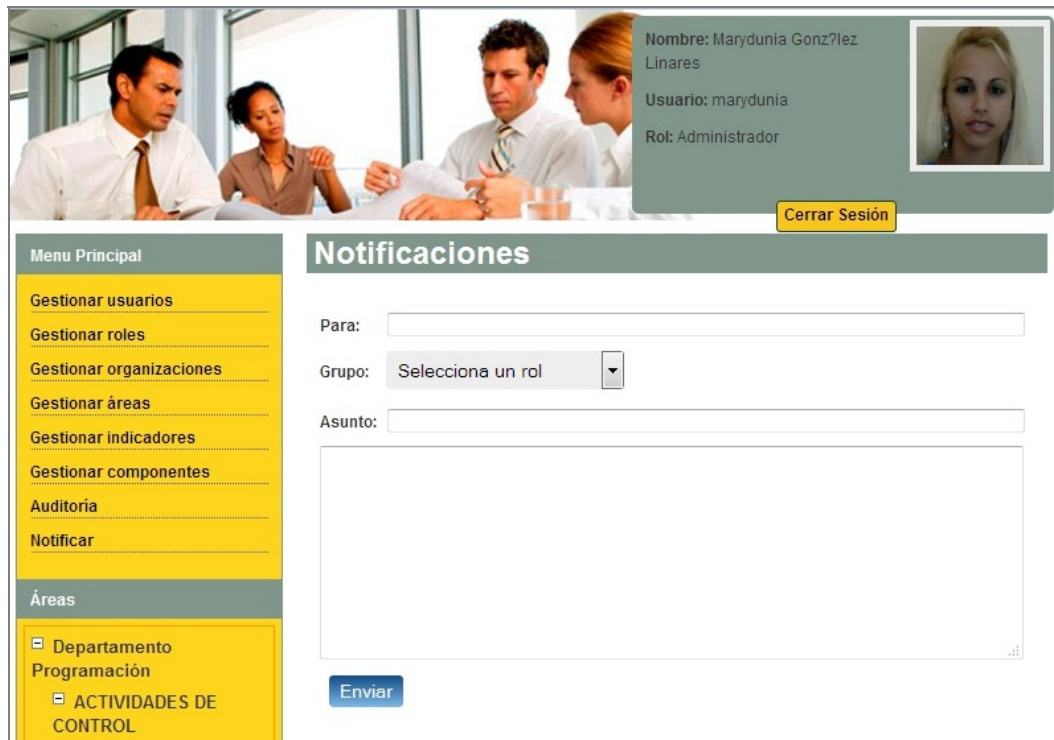 Nombre: Marydunia Gonz?lez
Linares
Usuario: marydunia
Rol: Administrador
Cerrar Sesión
Menu Principal
Gestionar usuarios
Gestionar roles
Gestionar organizaciones
Gestionar áreas
Gestionar indicadores
Gestionar componentes
Auditoría
Notificar
Áreas
Departamento
Programación
ACTIVIDADES DE
CONTROL
Notificaciones
Para:
Grupo: Selecciona un rol
Asunto:
Enviar